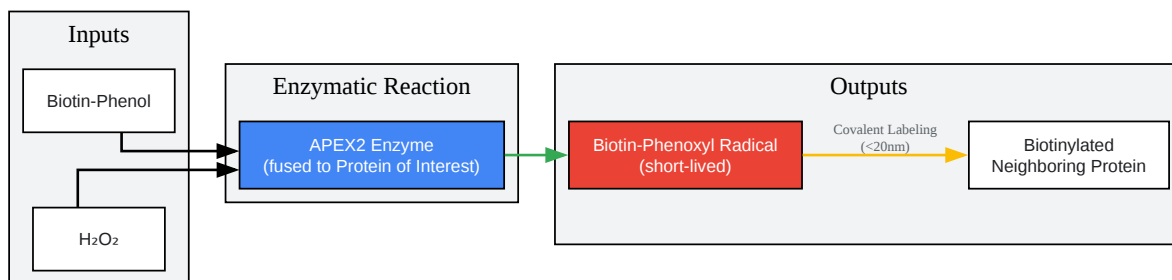 Inputs
Biotin-Phenol
H₂O₂
Enzymatic Reaction
APEX2 Enzyme
(fused to Protein of Interest)
Outputs
Biotin-Phenoxyl Radical
(short-lived)
Covalent Labeling
(<20nm)
Biotinylated
Neighboring Protein